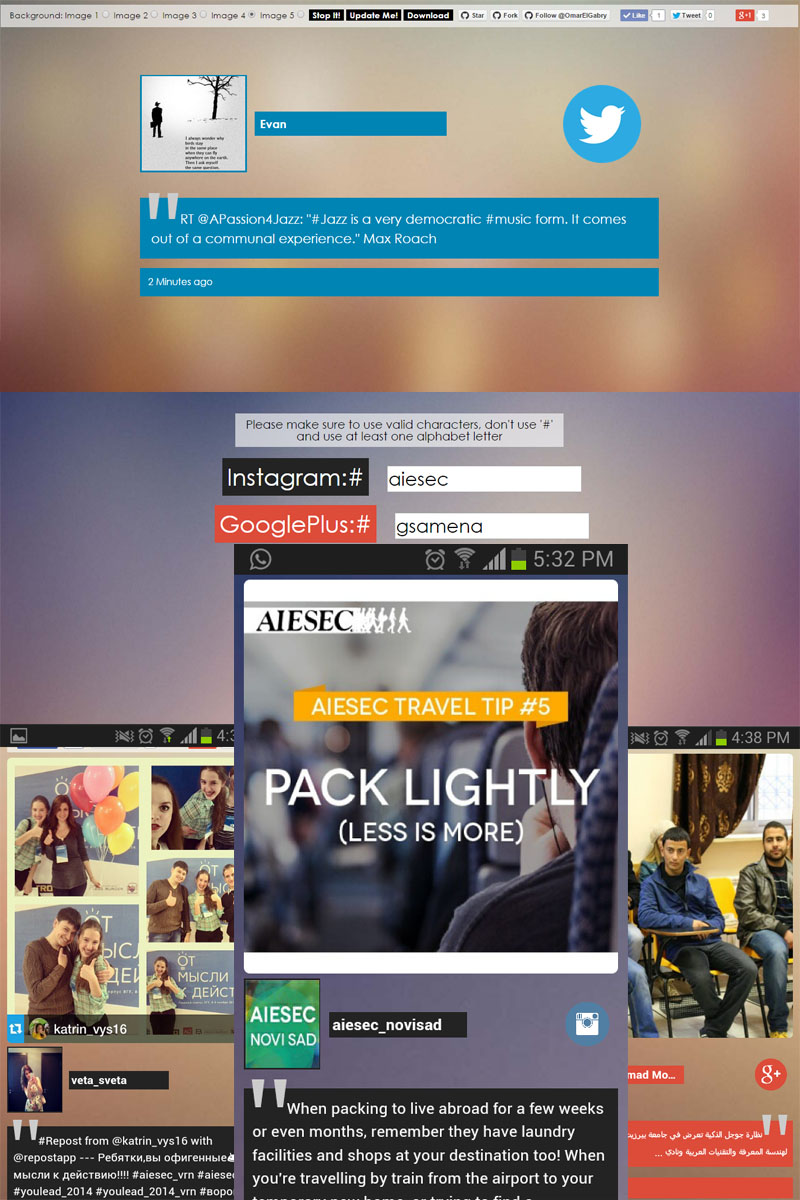 Background: Image 1 Image 2 Image 3 Image 4 Image 5 Stop It! Update Me! Download Star Fork Follow @OmarElGabry Like 1 Tweet 0 g+1 3
I always wonder why
birds stay
in the same place
when they can fly
anywhere on the earth.
Then I ask myself
the same question.
Evan
"RT @APassion4Jazz: "#Jazz is a very democratic #music form. It comes
out of a communal experience." Max Roach
2 Minutes ago
Please make sure to use valid characters, don't use '#'
and use at least one alphabet letter
Instagram:# aiesec
GooglePlus:# gsamena
5:32 PM
AIESEC
AIESEC TRAVEL TIP #5
PACK LIGHTLY
(LESS IS MORE)
AIESEC
NOVI SAD
aiesec_novisad
"When packing to live abroad for a few weeks
or even months, remember they have laundry
facilities and shops at your destination too! When
you're travelling by train from the airport to your
temporary new home, or trying to find a
4:3
ОТ
МЫСЛИ
К ДЕЙСТ
katrin_vys16
veta_sveta
"#Repost from @katrin_vys16 with
@repostapp --- Ребятки,вы офигенные
мысли к действию!!!! #aiesec_vrn #aiese
#youlead_2014 #youlead_2014_vrn #воро
4:38 PM
mad Mo...
g+
نظارة جوجل الذكية تعرض في جامعة بيرزيت
لهندسة المعرفة والتقنيات العربية ونادي ...